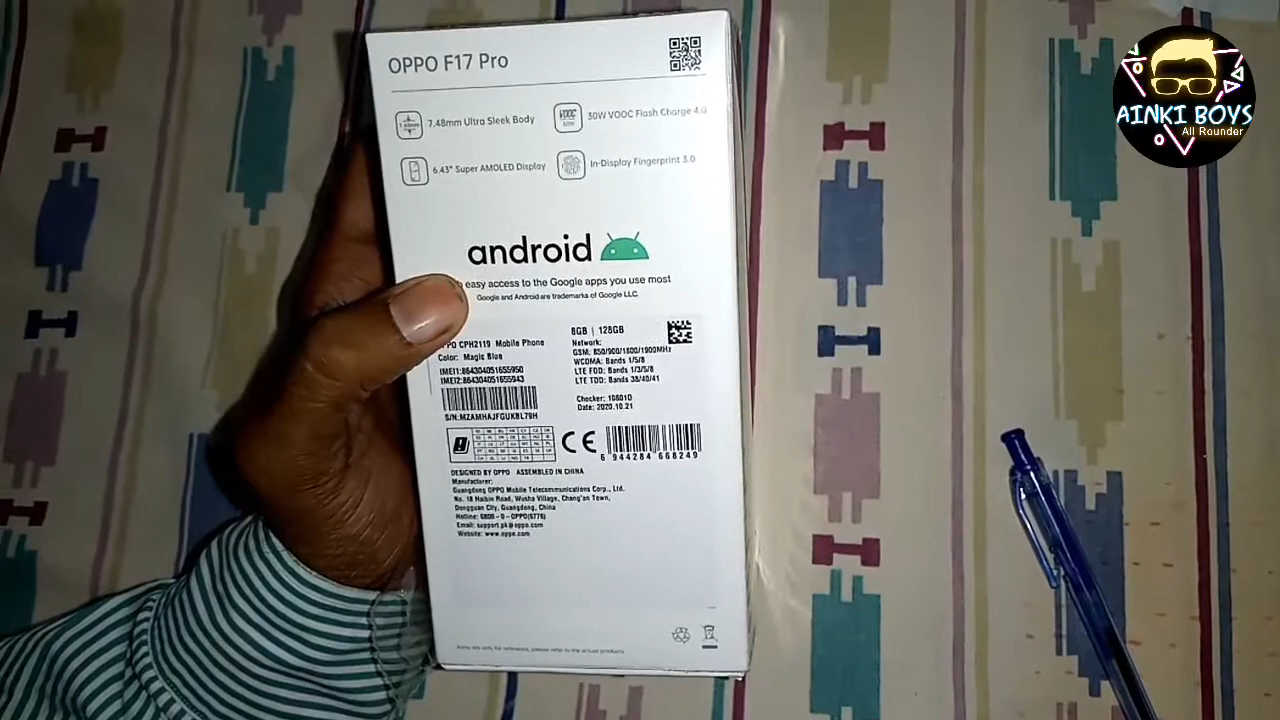 OPPO F17 Pro
7.48mm Ultra Sleek Body
30W VOOC Flash Charge 4.0
6.43" Super AMOLED Display
In-Display Fingerprint 3.0
android
easy access to the Google apps you use most
Google and Android are trademarks of Google LLC.
CPH2119 Mobile Phone
Color: Magic Blue
IMEI1:864304051655950
IMEI2:864304051655943
S/N:MZAMHAJFGUKBL79H
8GB | 128GB
Network:
GSM: 850/900/1800/1900MHz
WCDMA: Bands 1/5/8
LTE FDD: Bands 1/3/5/8
LTE TDD: Bands 38/40/41
Checker: 10801D
Date: 2020.10.21
CE
6 944284 668249
DESIGNED BY OPPO ASSEMBLED IN CHINA
Manufacturer:
Guangdong OPPO Mobile Telecommunications Corp., Ltd.
No. 18 Haibin Road, Wusha Village, Chang'an Town,
Dongguan City, Guangdong, China
Hotline: 0800-0-OPPO(6776)
Email: support.pk@oppo.com
Website: www.oppo.com
AINKI BOYS
All Rounder